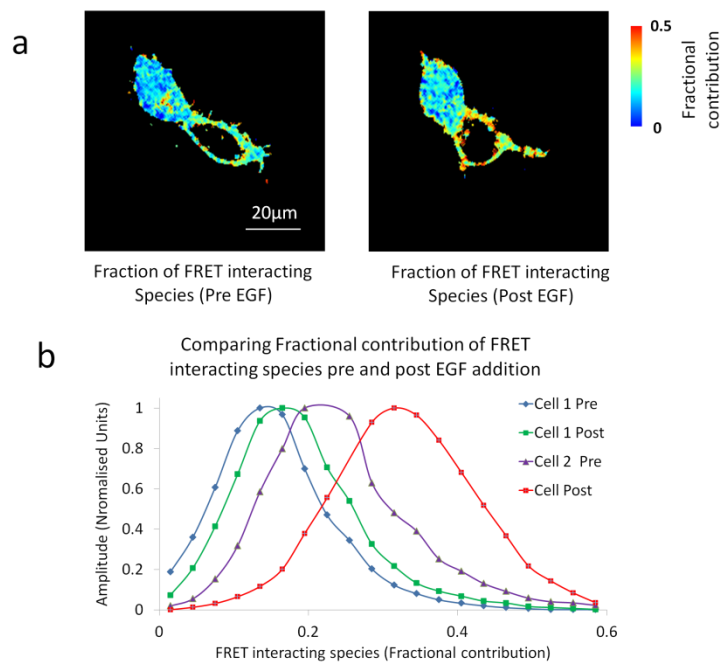 a
20µm
0.5
0
Fractional
contribution
Fraction of FRET interacting
Species (Pre EGF)
Fraction of FRET interacting
Species (Post EGF)
b
Comparing Fractional contribution of FRET
interacting species pre and post EGF addition
Amplitude (Nromalised Units)
1
0.8
0.6
0.4
0.2
0
Cell 1 Pre
Cell 1 Post
Cell 2 Pre
Cell Post
0
0.2
0.4
0.6
FRET interacting species (Fractional contribution)